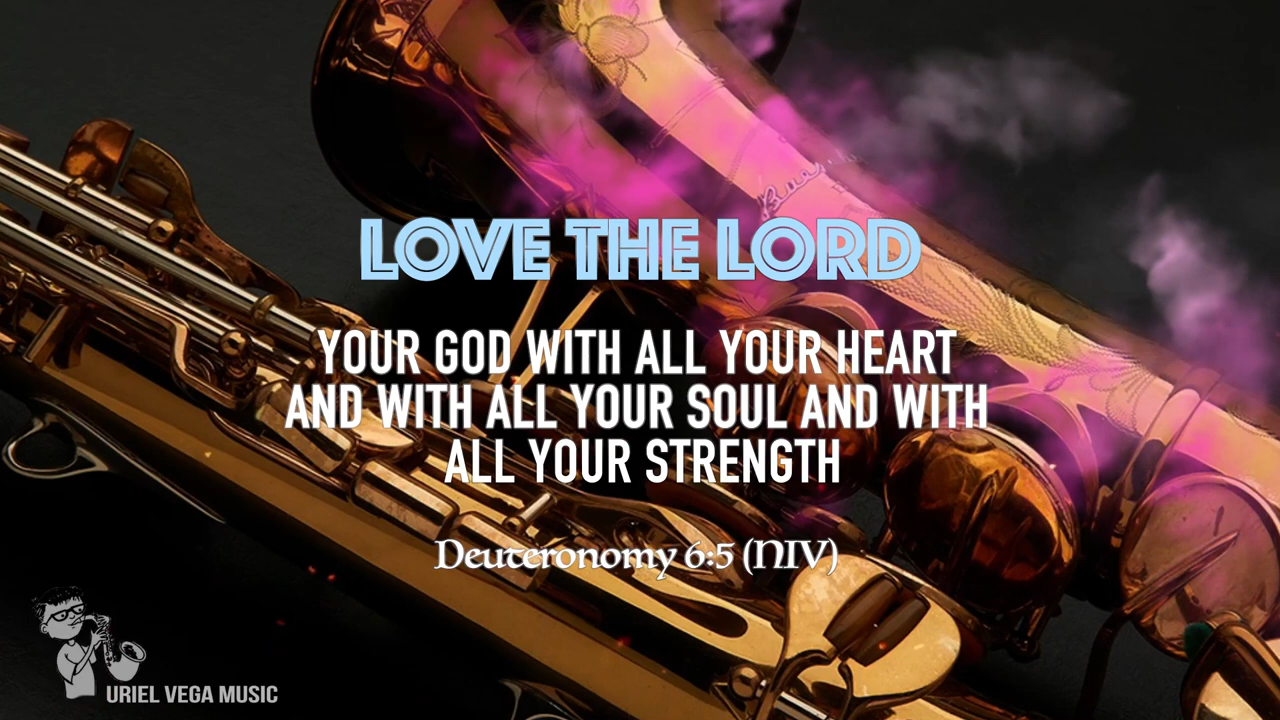 LOVE THE LORD
YOUR GOD WITH ALL YOUR HEART
AND WITH ALL YOUR SOUL AND WITH
ALL YOUR STRENGTH
Deuteronomy 6:5 (NIV)
URIEL VEGA MUSIC